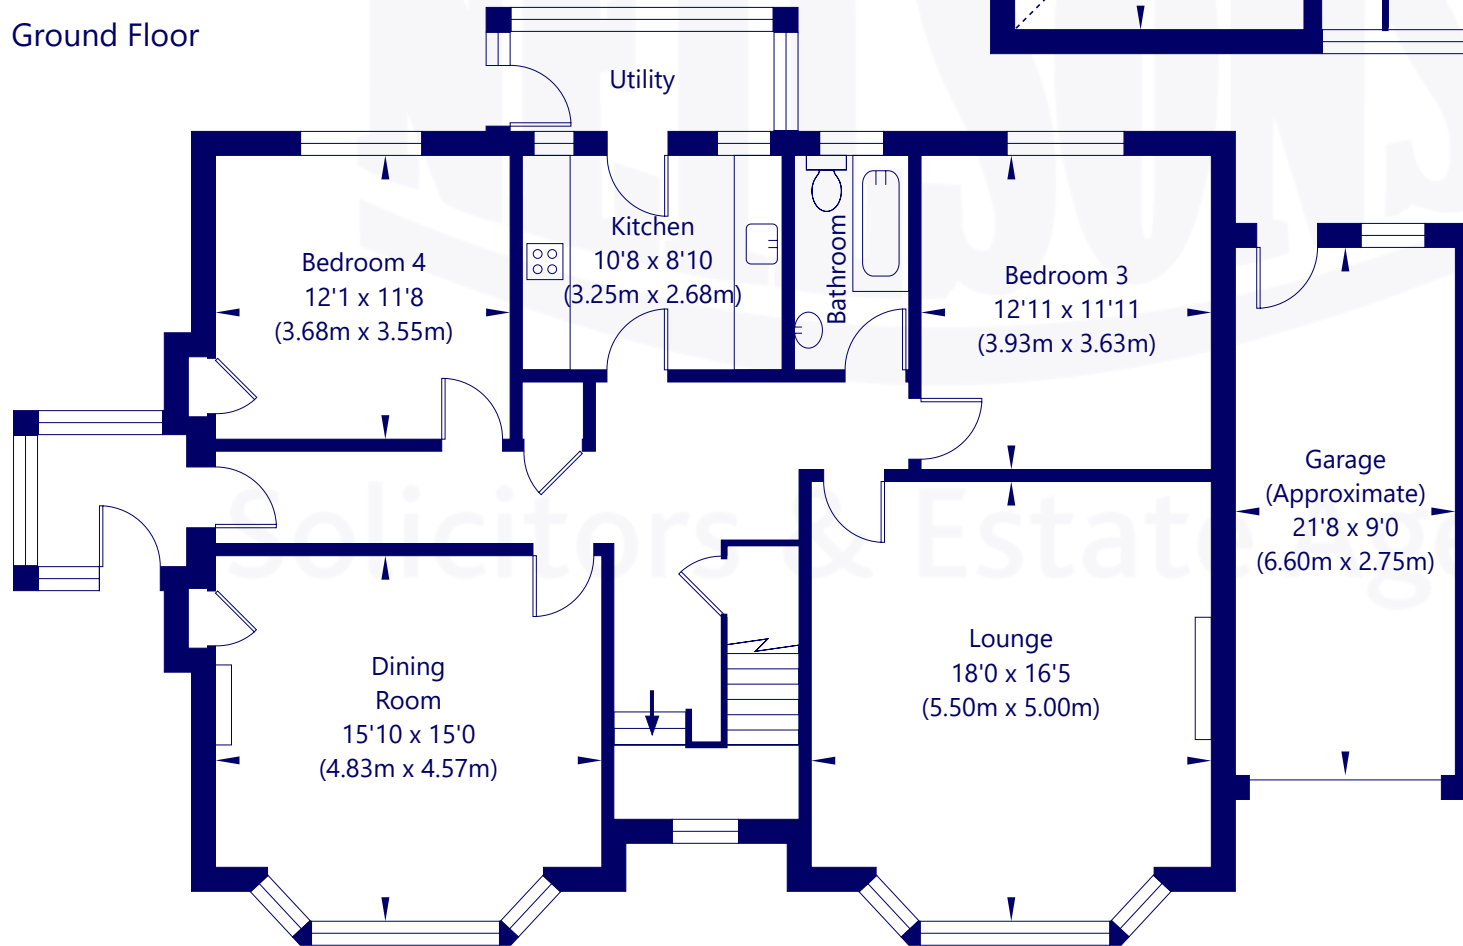 Ground Floor
Utility
Kitchen
10'8 x 8'10
(3.25m x 2.68m)
Bedroom 4
12'1 x 11'8
(3.68m x 3.55m)
Bathroom
Bedroom 3
12'11 x 11'11
(3.93m x 3.63m)
Garage
(Approximate)
21'8 x 9'0
(6.60m x 2.75m)
Solicitors & Estate Age
Lounge
18'0 x 16'5
(5.50m x 5.00m)
Dining
Room
15'10 x 15'0
(4.83m x 4.57m)